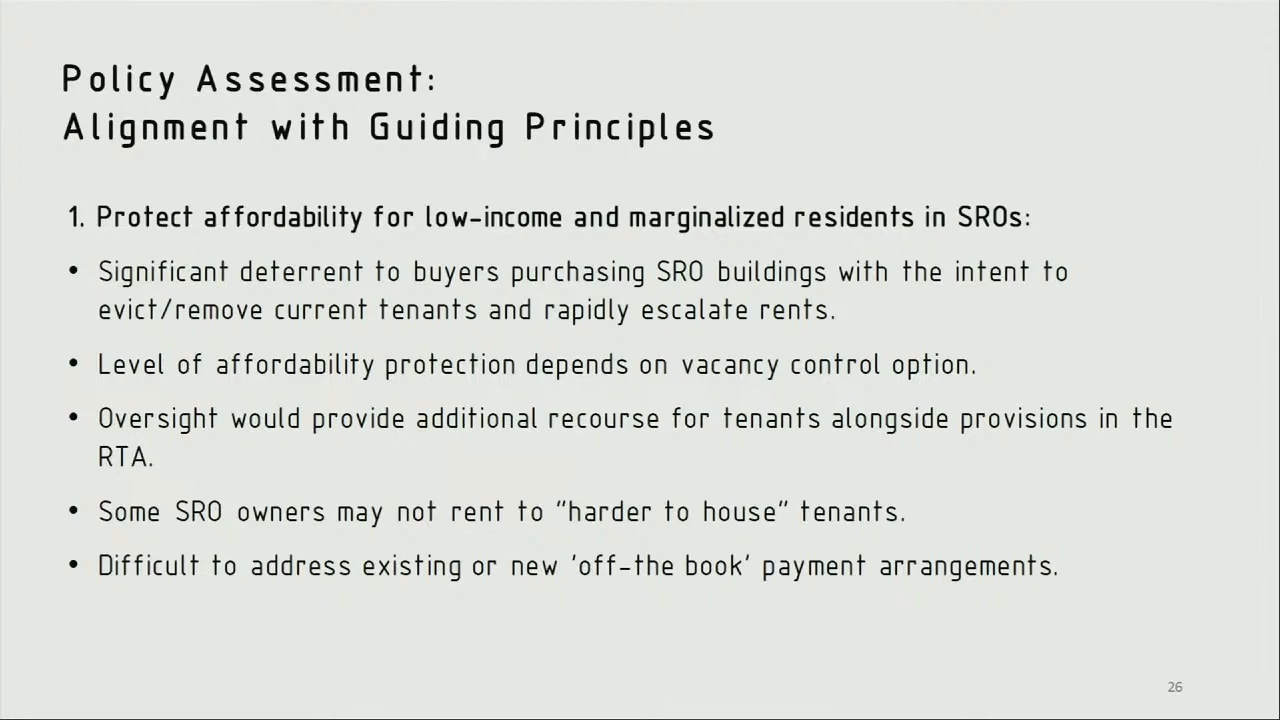 Policy Assessment:
Alignment with Guiding Principles
1. Protect affordability for low-income and marginalized residents in SROs:
• Significant deterrent to buyers purchasing SRO buildings with the intent to
evict/remove current tenants and rapidly escalate rents.
• Level of affordability protection depends on vacancy control option.
• Oversight would provide additional recourse for tenants alongside provisions in the
RTA.
• Some SRO owners may not rent to "harder to house" tenants.
• Difficult to address existing or new 'off-the book' payment arrangements.
26